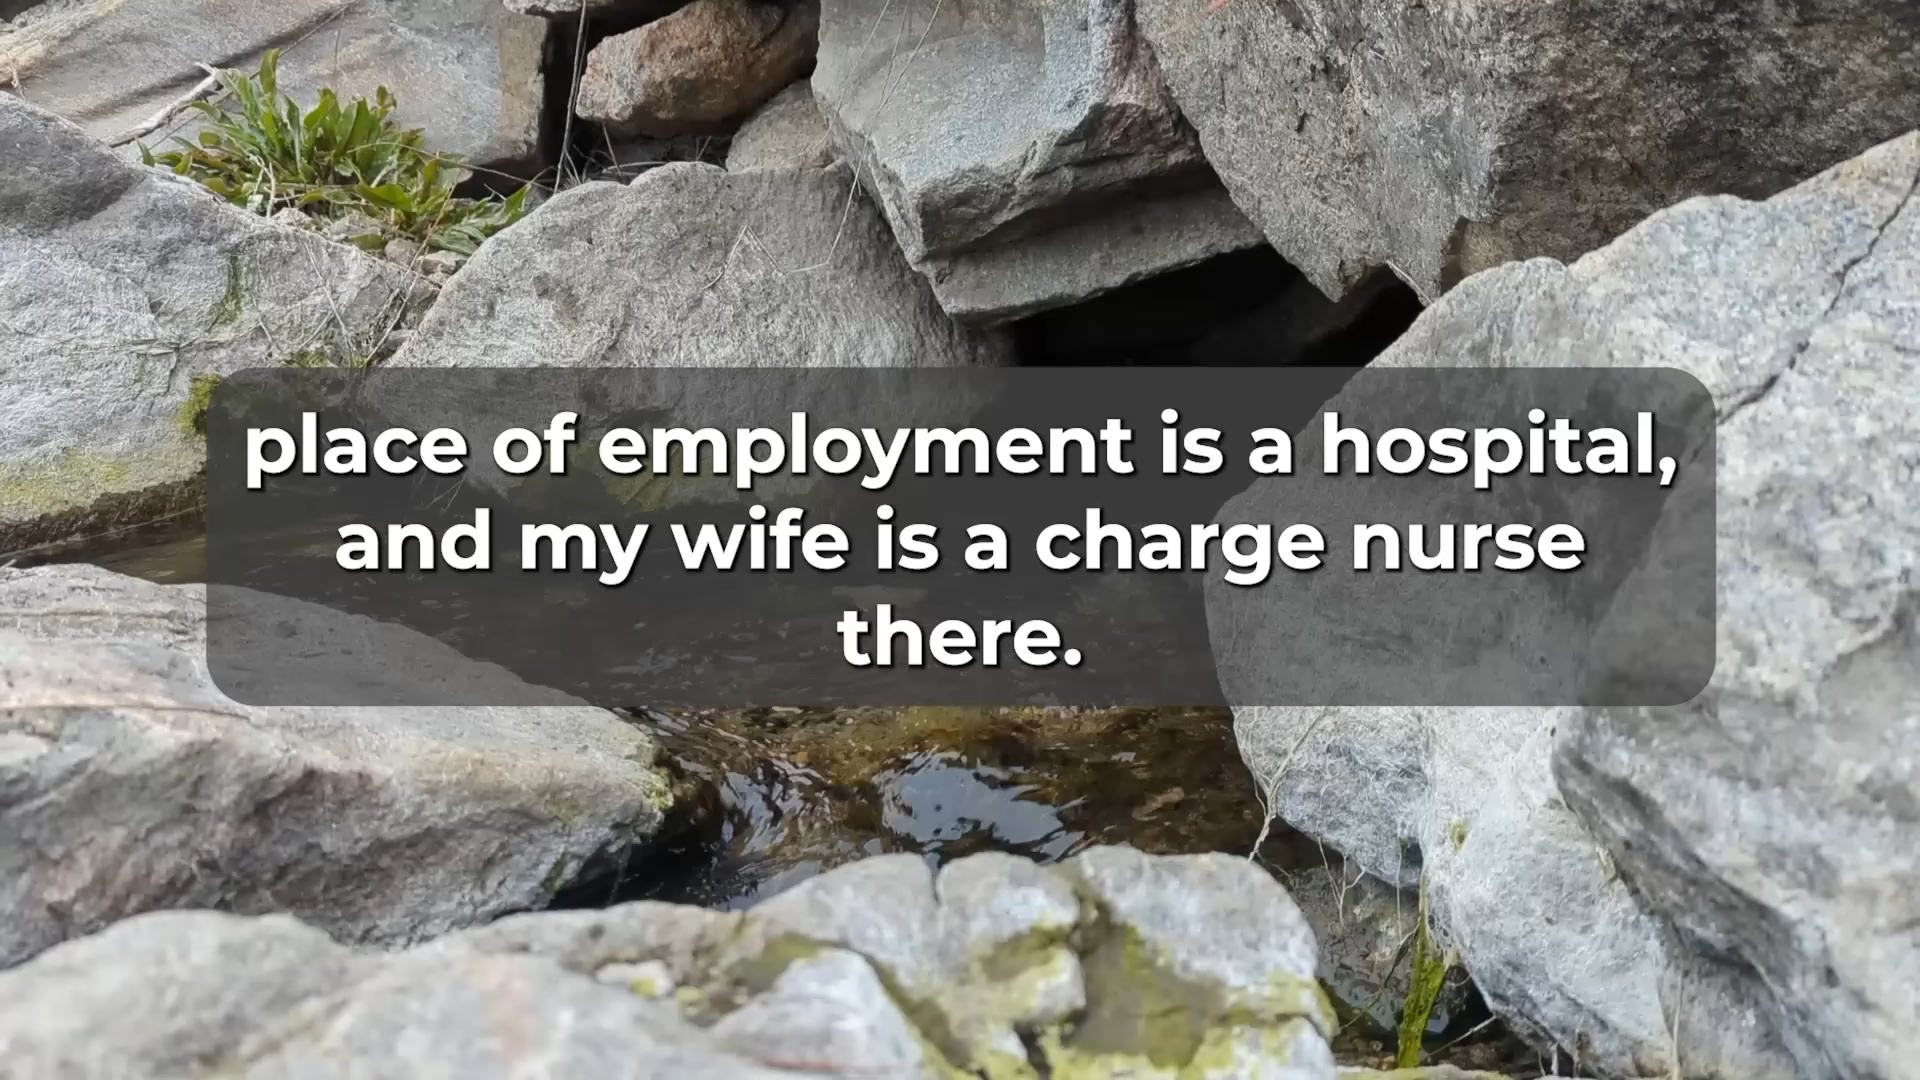 place of employment is a hospital,
and my wife is a charge nurse
there.